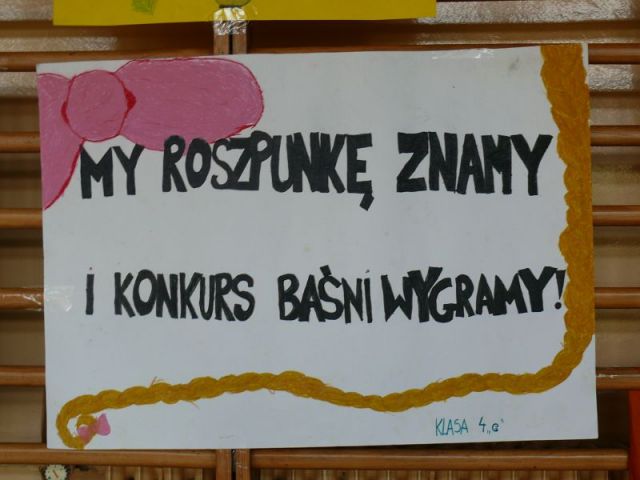 MY ROSZPUNKĘ ZNAMY
I KONKURS BAŚNI WYGRAMY!
KLASA 4„a"